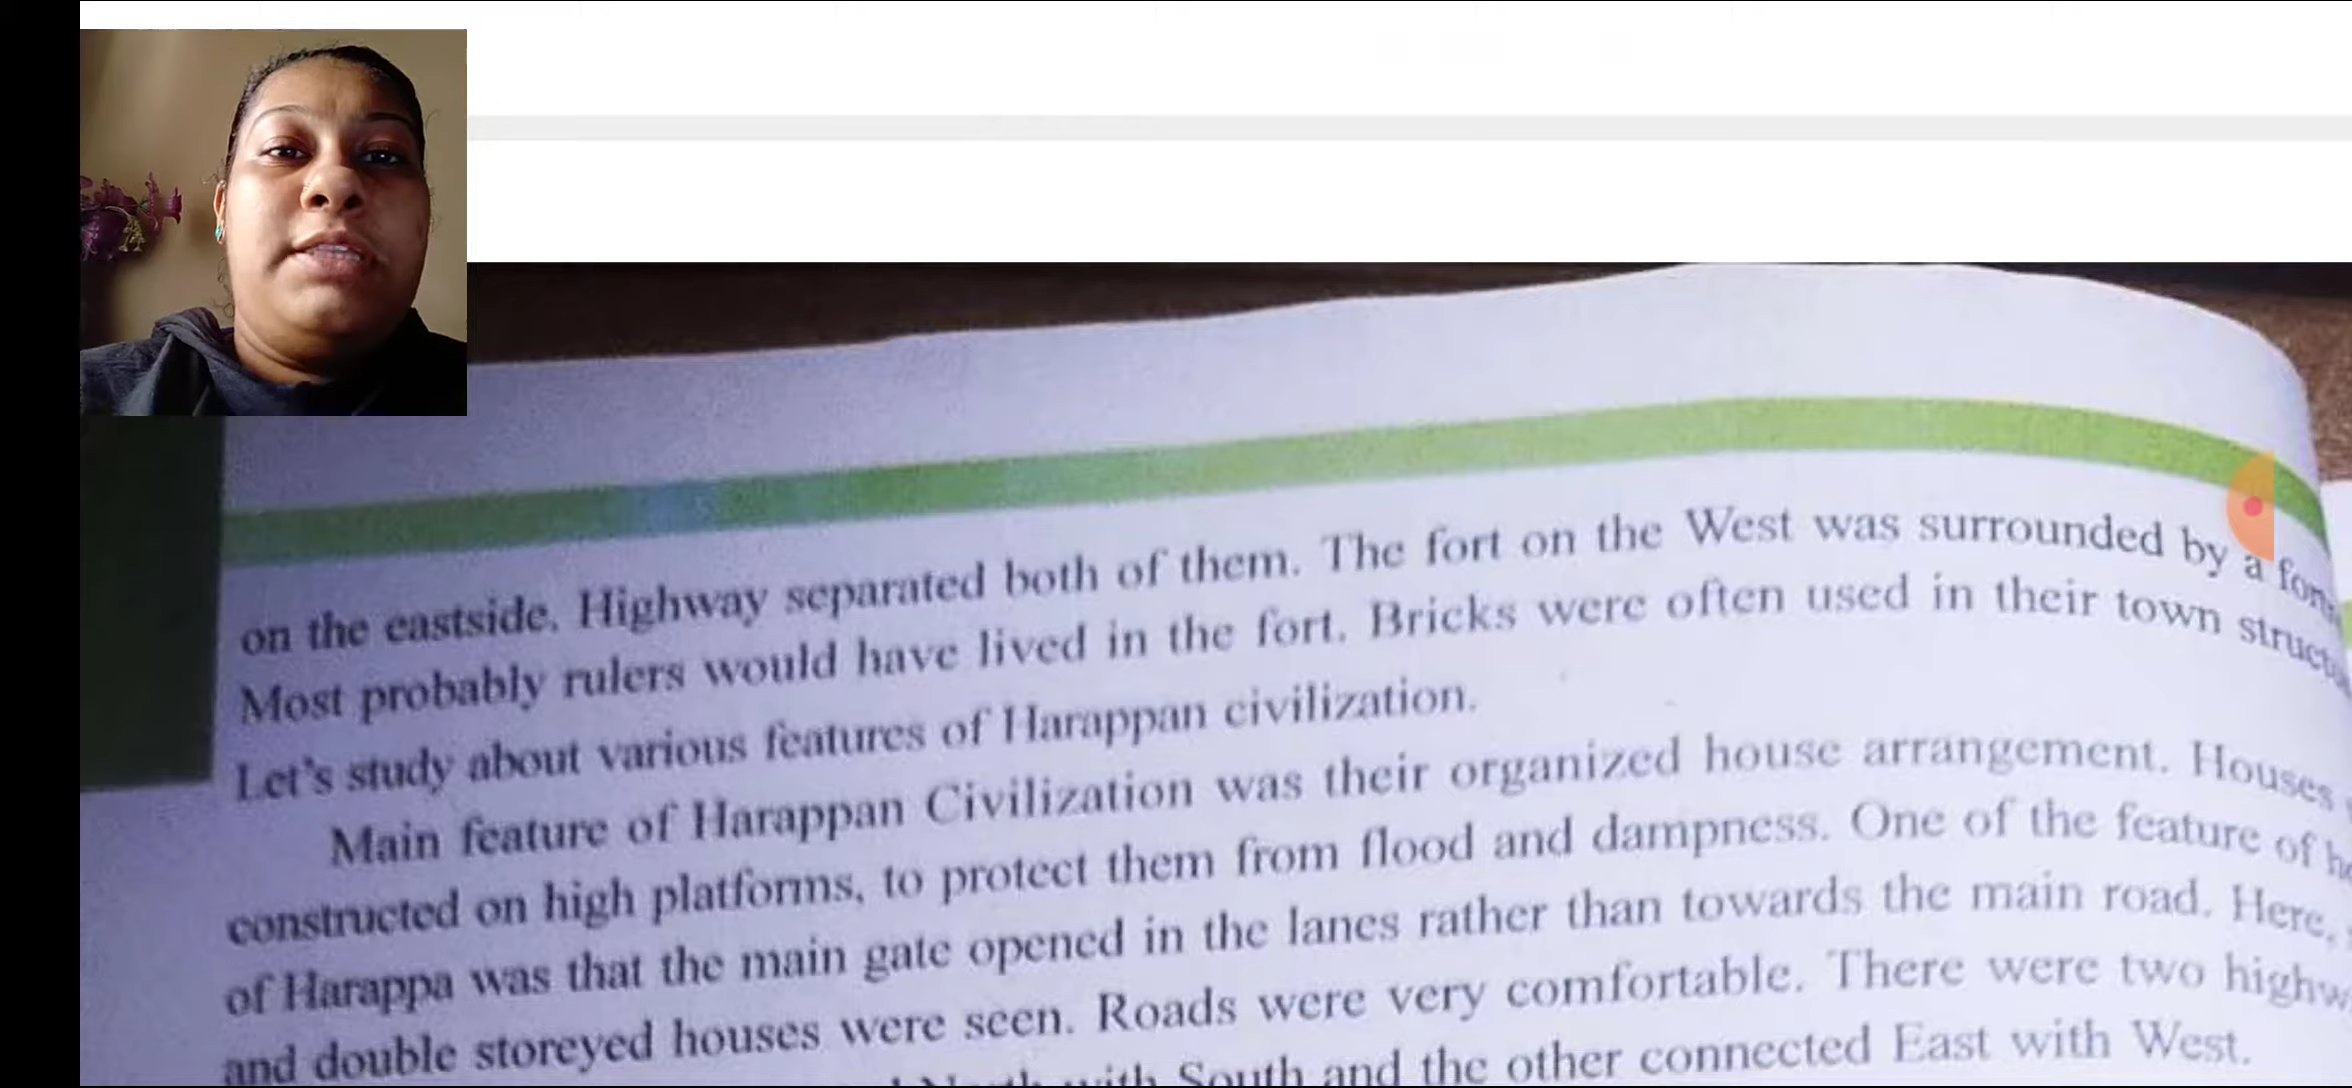 on the eastside. Highway separated both of them. The fort on the West was surrounded by a
Most probably rulers would have lived in the fort. Bricks were often used in their town
Let's study about various features of Harappan civilization.
Main feature of Harappan Civilization was their organized house arrangement. Houses
constructed on high platforms, to protect them from flood and dampness. One of the feature of
of Harappa was that the main gate opened in the lanes rather than towards the main road. Here,
and double storeyed houses were seen. Roads were very comfortable. There were two
with South and the other connected East with West.